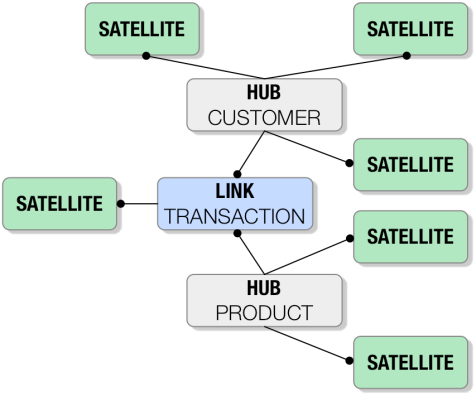 SATELLITE
SATELLITE
HUB
CUSTOMER
SATELLITE
LINK
TRANSACTION
SATELLITE
SATELLITE
HUB
PRODUCT
SATELLITE